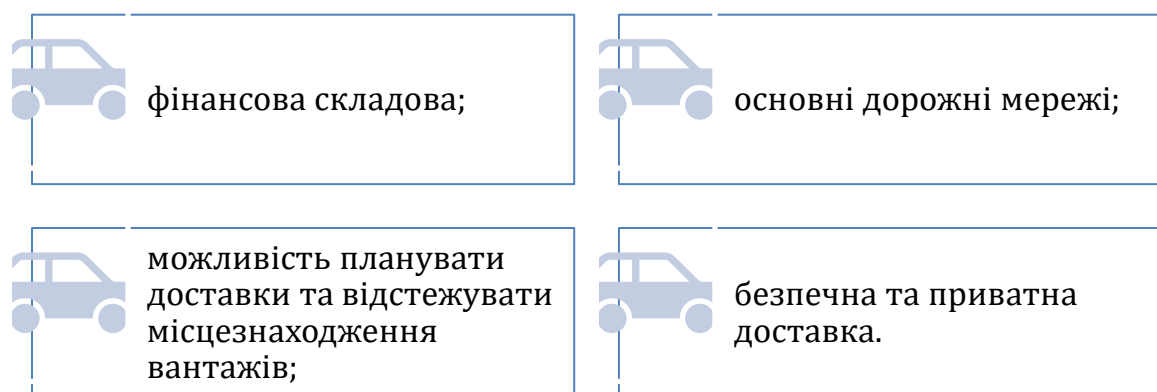 фінансова складова;
основні дорожні мережі;
можливість планувати
доставки та відстежувати
місцезнаходження
вантажів;
безпечна та приватна
доставка.